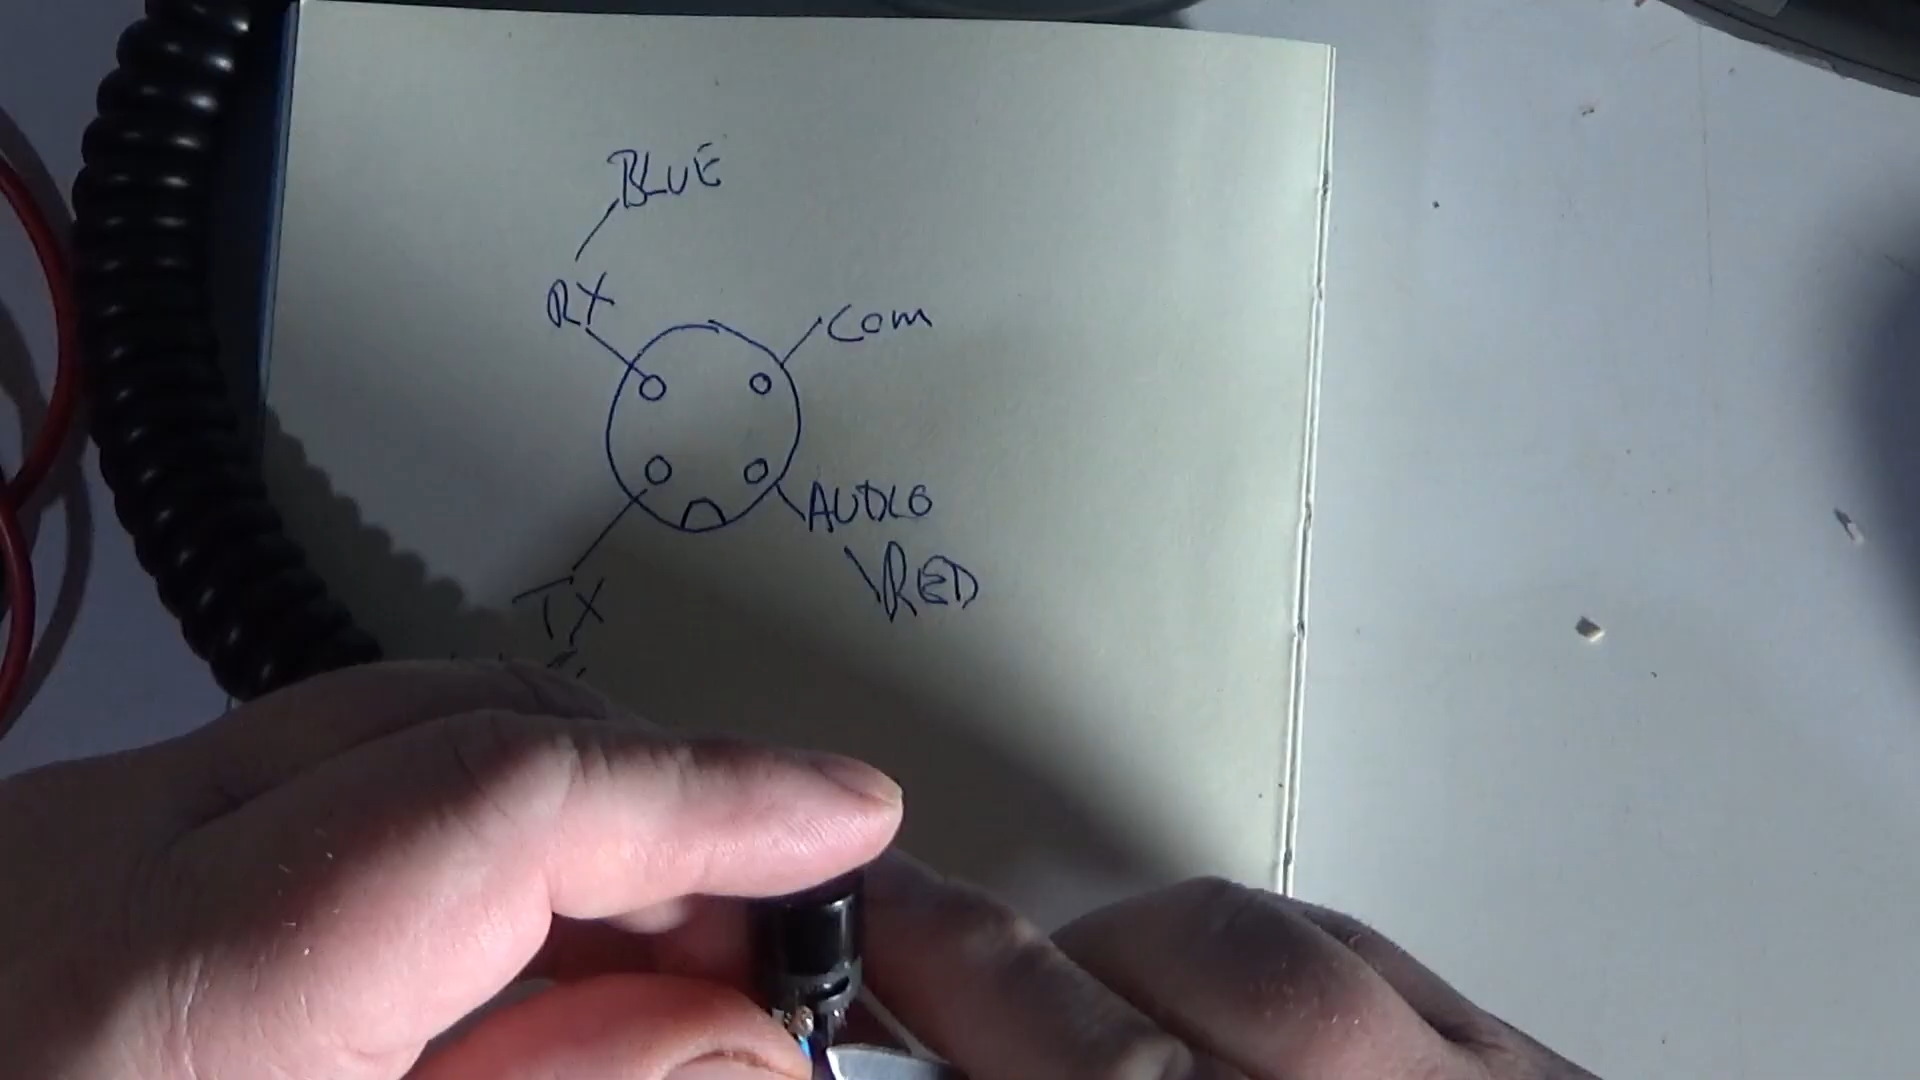 BLUE
RX
Com
AUDIO
RED
TX